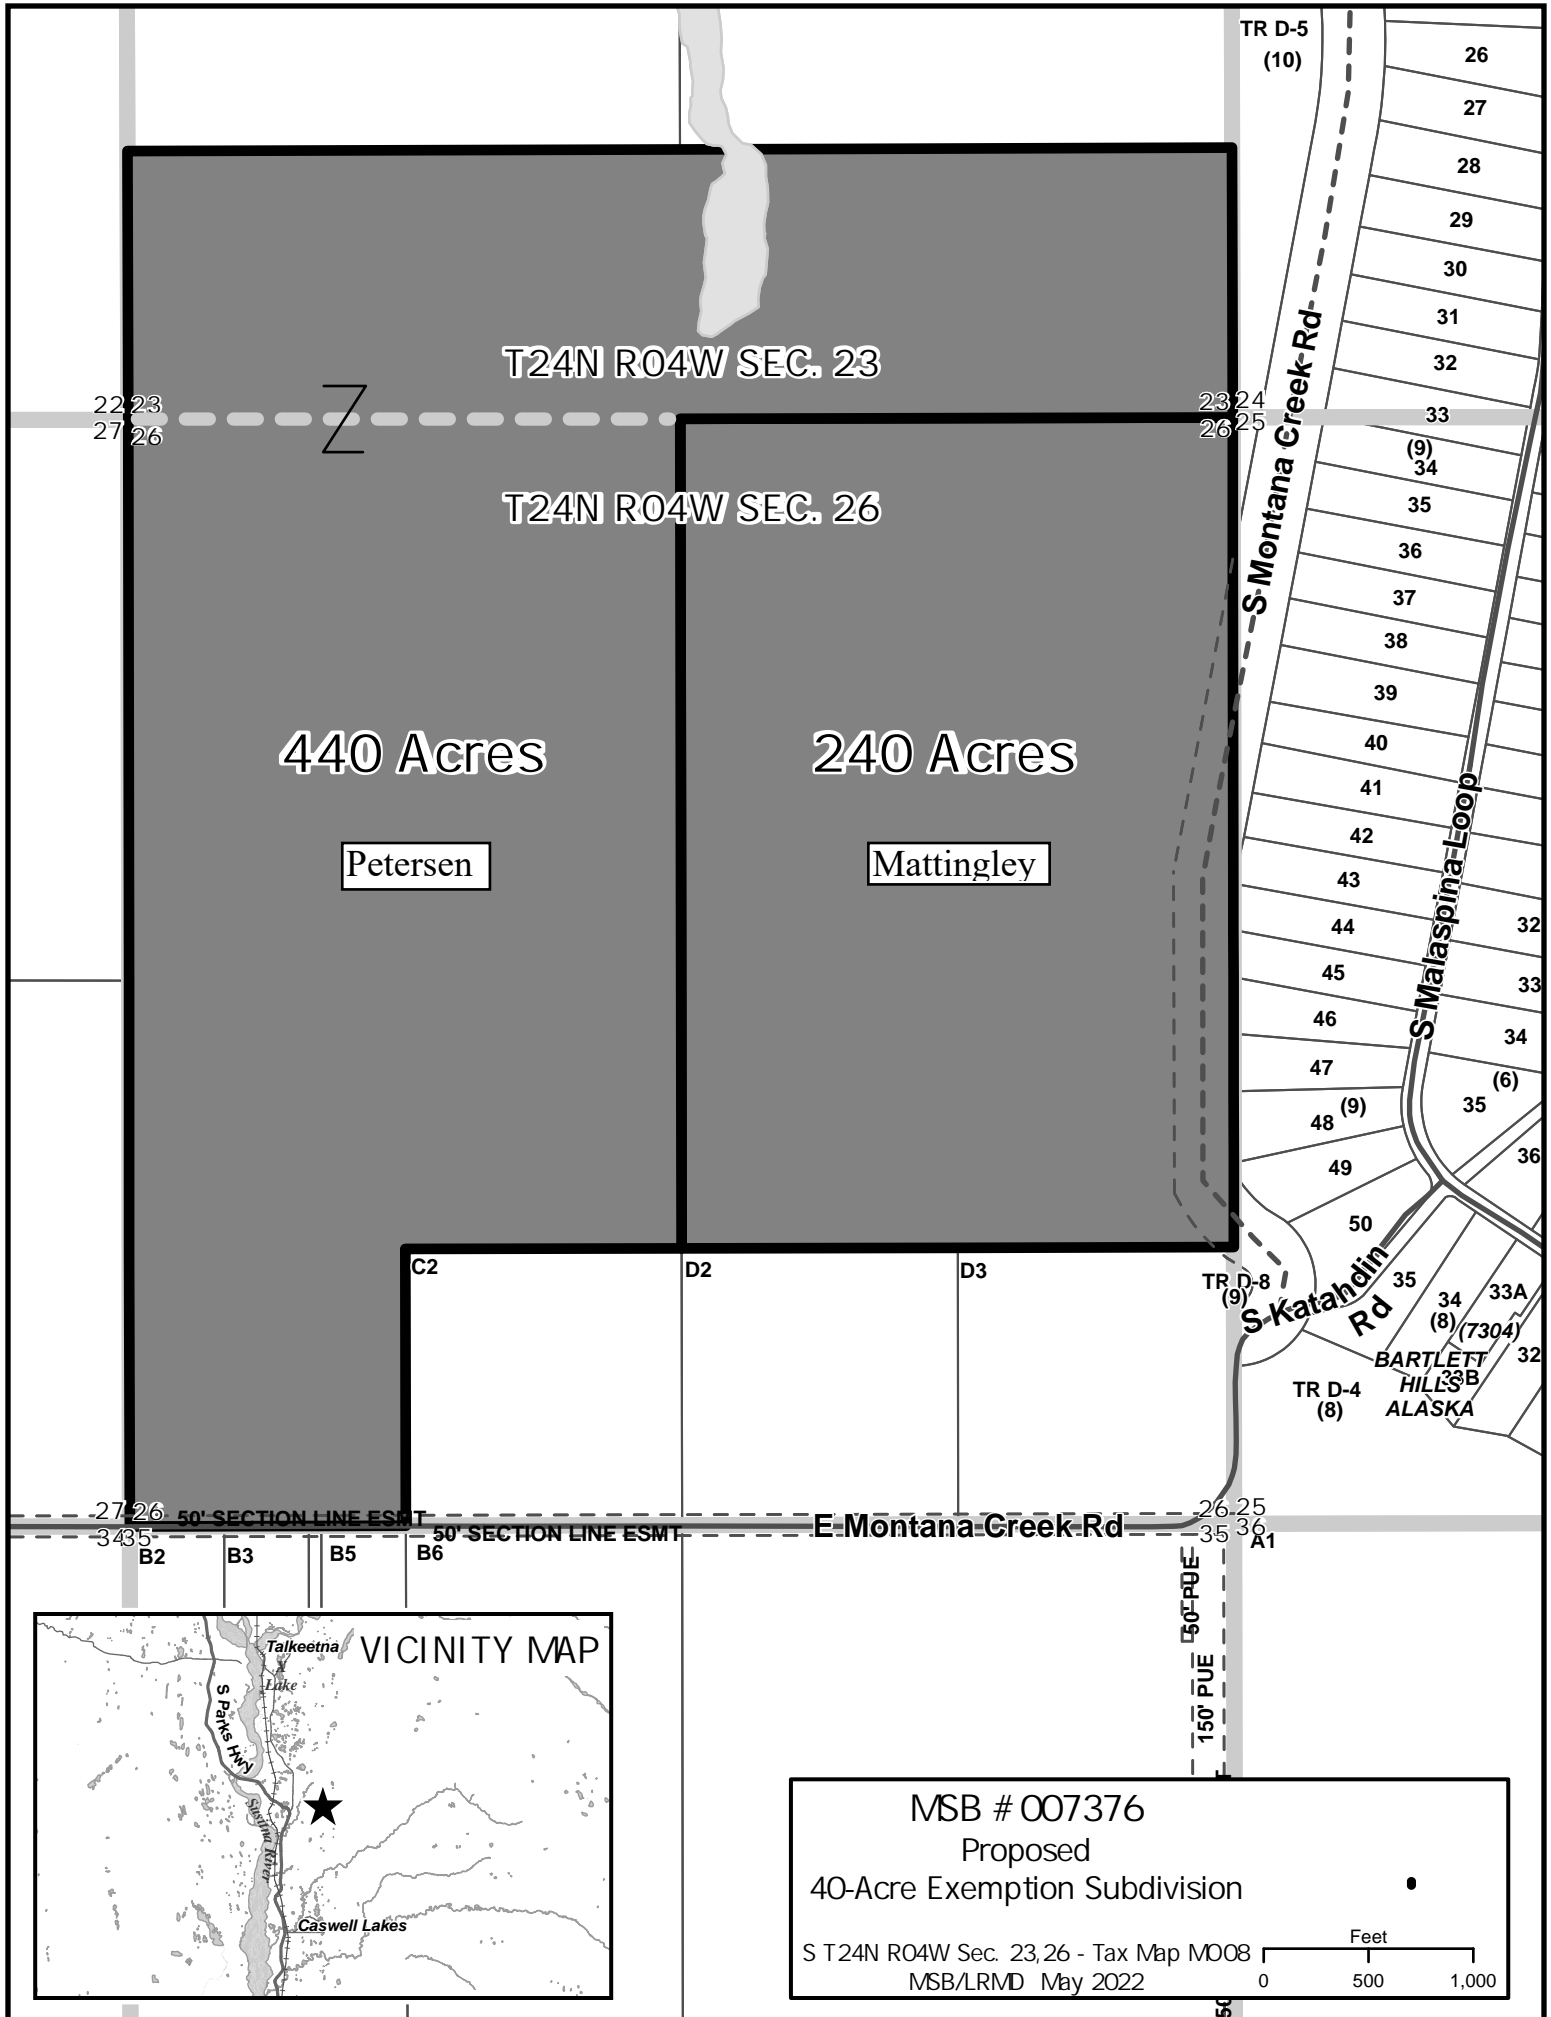 TR D-5
(10)
26
27
28
29
30
31
32
33
(9)
34
35
36
37
38
39
40
41
42
43
44
45
46
47
48 (9)
49
50
S Montana Creek Rd
S Malaspina Loop
32
33
34
(6)
35
36
T24N R04W SEC. 23
22 23
27 26
Z
23 24
26 25
T24N R04W SEC. 26
440 Acres
240 Acres
Petersen
Mattingley
C2
D2
D3
TR D-8
(9)
S Katahdin
Rd
35
34
(8)
33A
(7304)
32
33B
BARTLETT
HILLS
ALASKA
TR D-4
(8)
27 26
34 35
50' SECTION LINE ESMT
50' SECTION LINE ESMT
E Montana Creek Rd
26 25
35 36
A1
B2
B3
B5
B6
50' PUE
150' PUE
VICINITY MAP
Talkeetna
X
Lake
S Parks Hwy
Susitna River
Caswell Lakes
MSB # 007376
Proposed
40-Acre Exemption Subdivision
S T24N R04W Sec. 23,26 - Tax Map MO08
MSB/LRMD May 2022
Feet
0 500 1,000